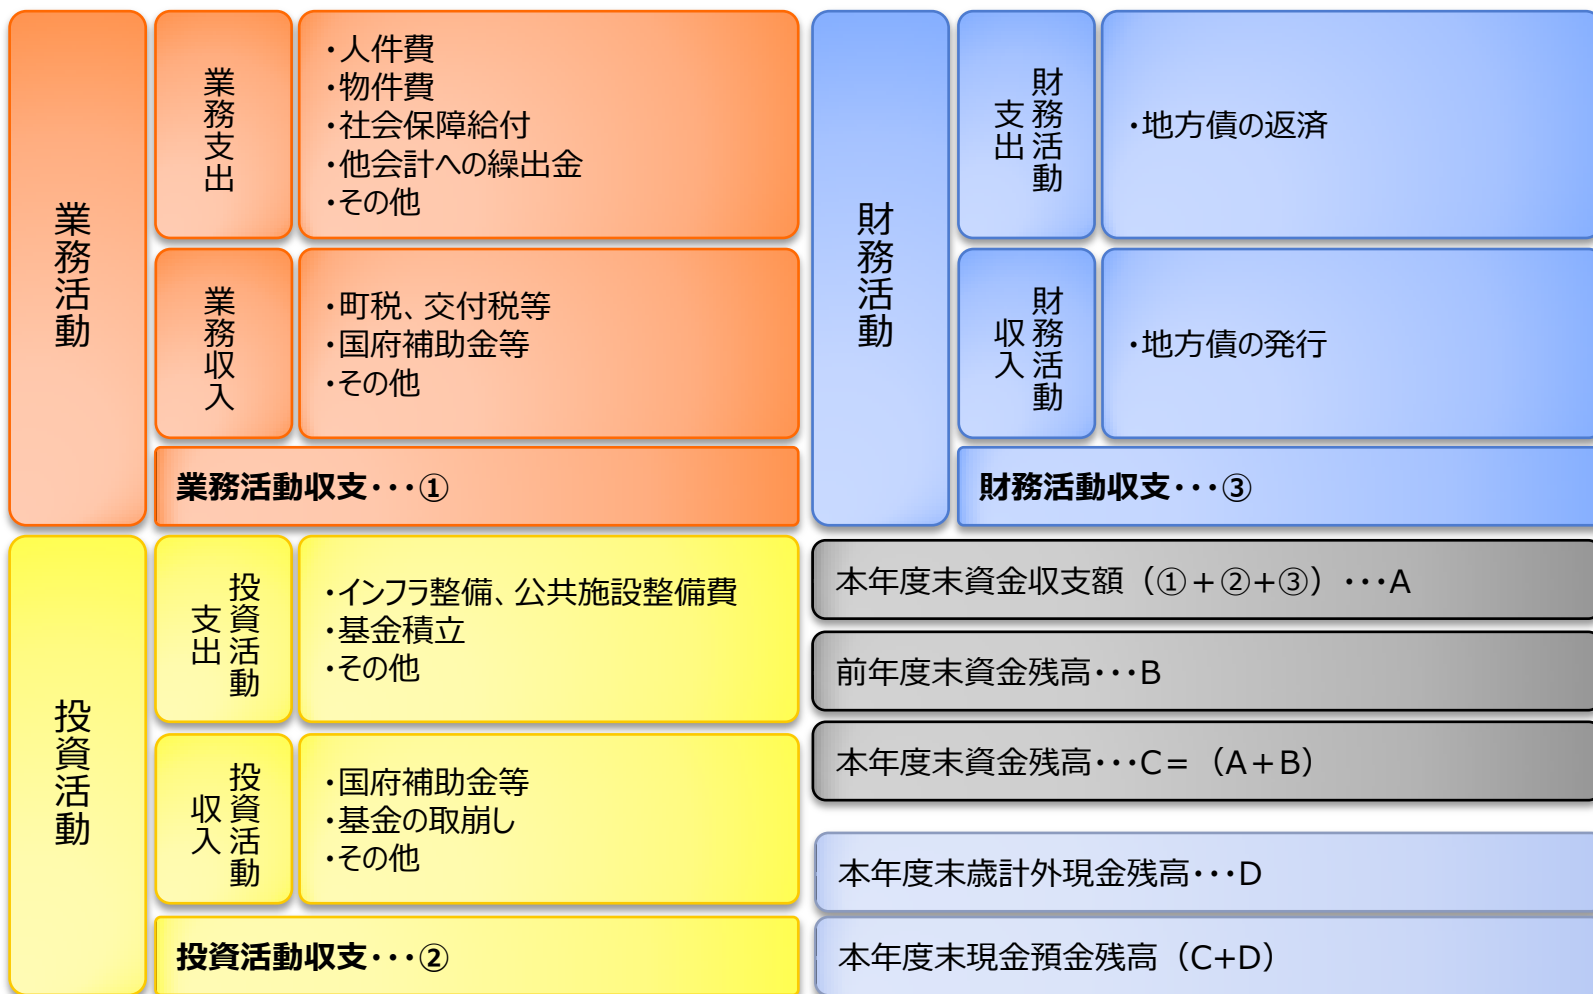 業務活動
業務支出
・人件費
・物件費
・社会保障給付
・他会計への繰出金
・その他
業務収入
・町税、交付税等
・国府補助金等
・その他
業務活動収支・・・①
投資活動
投資活動
支出
・インフラ整備、公共施設整備費
・基金積立
・その他
投資活動
収入
・国府補助金等
・基金の取崩し
・その他
投資活動収支・・・②
財務活動
財務活動
支出
・地方債の返済
財務活動
収入
・地方債の発行
財務活動収支・・・③
本年度末資金収支額（①＋②＋③）・・・A
前年度末資金残高・・・B
本年度末資金残高・・・C＝（A＋B）
本年度末歳計外現金残高・・・D
本年度末現金預金残高（C+D）